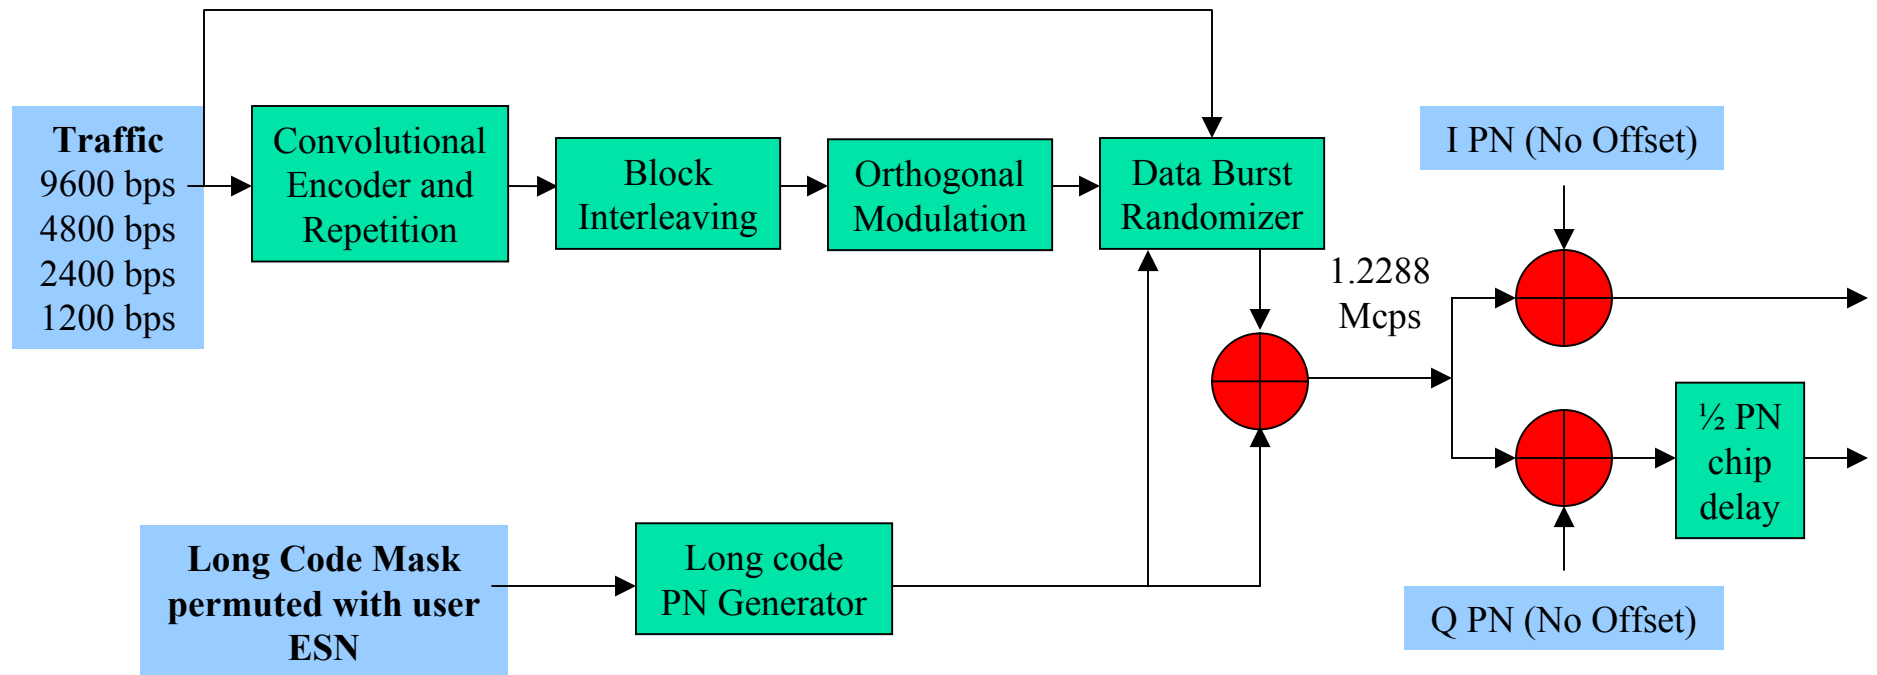 Traffic
9600 bps
4800 bps
2400 bps
1200 bps
Convolutional
Encoder and
Repetition
Block
Interleaving
Orthogonal
Modulation
Data Burst
Randomizer
I PN (No Offset)
1.2288
Mcps
½ PN
chip
delay
Long Code Mask
permuted with user
ESN
Long code
PN Generator
Q PN (No Offset)